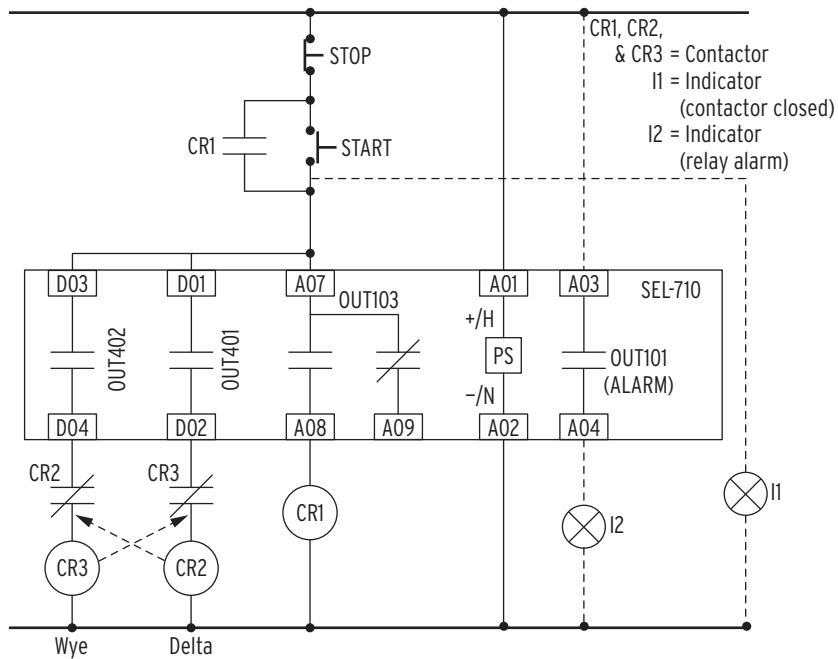 CR1, CR2,
& CR3 = Contactor
I1 = Indicator
(contactor closed)
I2 = Indicator
(relay alarm)
STOP
CR1
START
D03
D01
A07
A01
A03
SEL-710
OUT103
OUT402
OUT401
+/H
PS
−/N
OUT101
(ALARM)
D04
D02
A08
A09
A02
A04
CR2
CR3
CR1
I1
I2
CR3
CR2
Wye
Delta